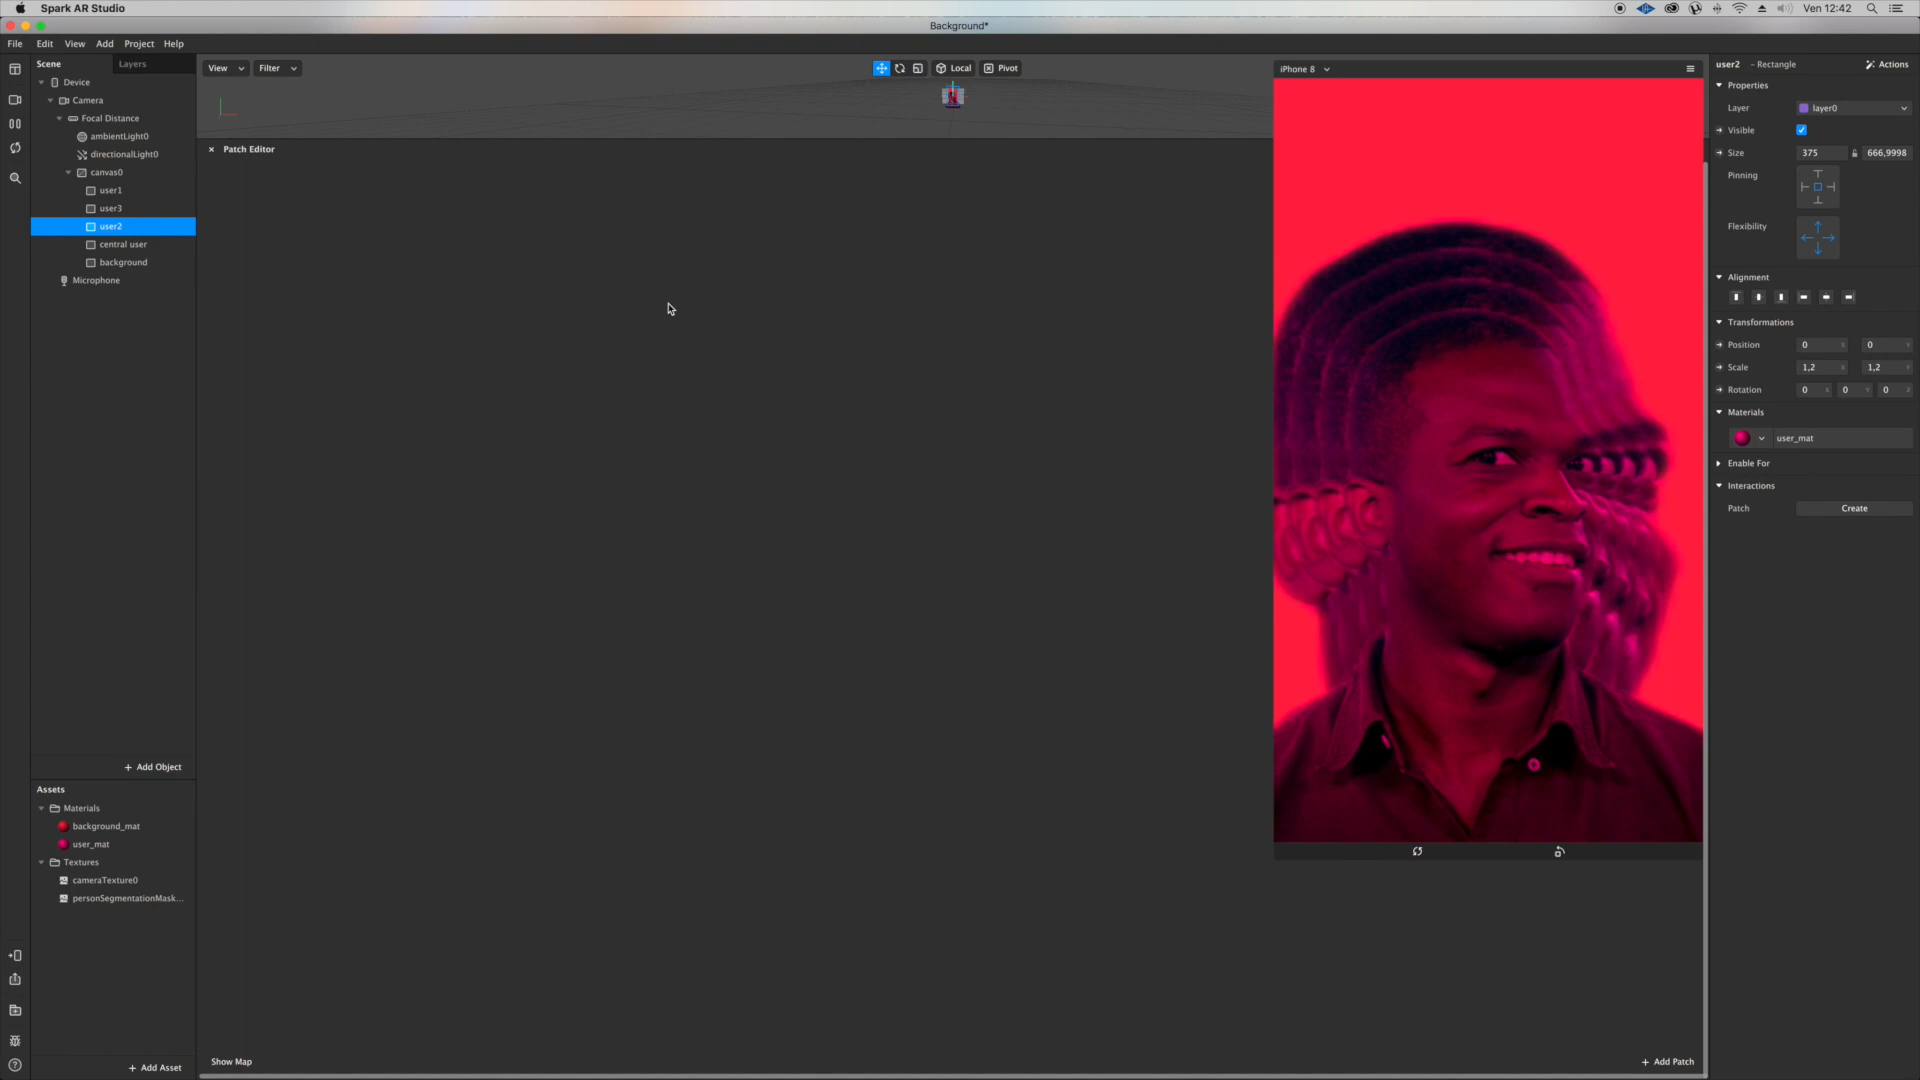 Spark AR Studio
Ven 12:42
Background*
File Edit View Add Project Help
Scene
Layers
Device
Camera
Focal Distance
ambientLight0
directionalLight0
canvas0
user1
user3
user2
central user
background
Microphone
+ Add Object
Assets
Materials
background_mat
user_mat
Textures
cameraTexture0
personSegmentationMask...
+ Add Asset
View
Filter
Local
Pivot
× Patch Editor
Show Map
+ Add Patch
iPhone 8
user2 - Rectangle
Actions
Properties
Layer layer0
Visible
Size 375 666,9998
Pinning
Flexibility
Alignment
Transformations
Position 0 X 0 Y
Scale 1,2 X 1,2 Y
Rotation 0 X 0 Y 0 Z
Materials
user_mat
Enable For
Interactions
Patch Create